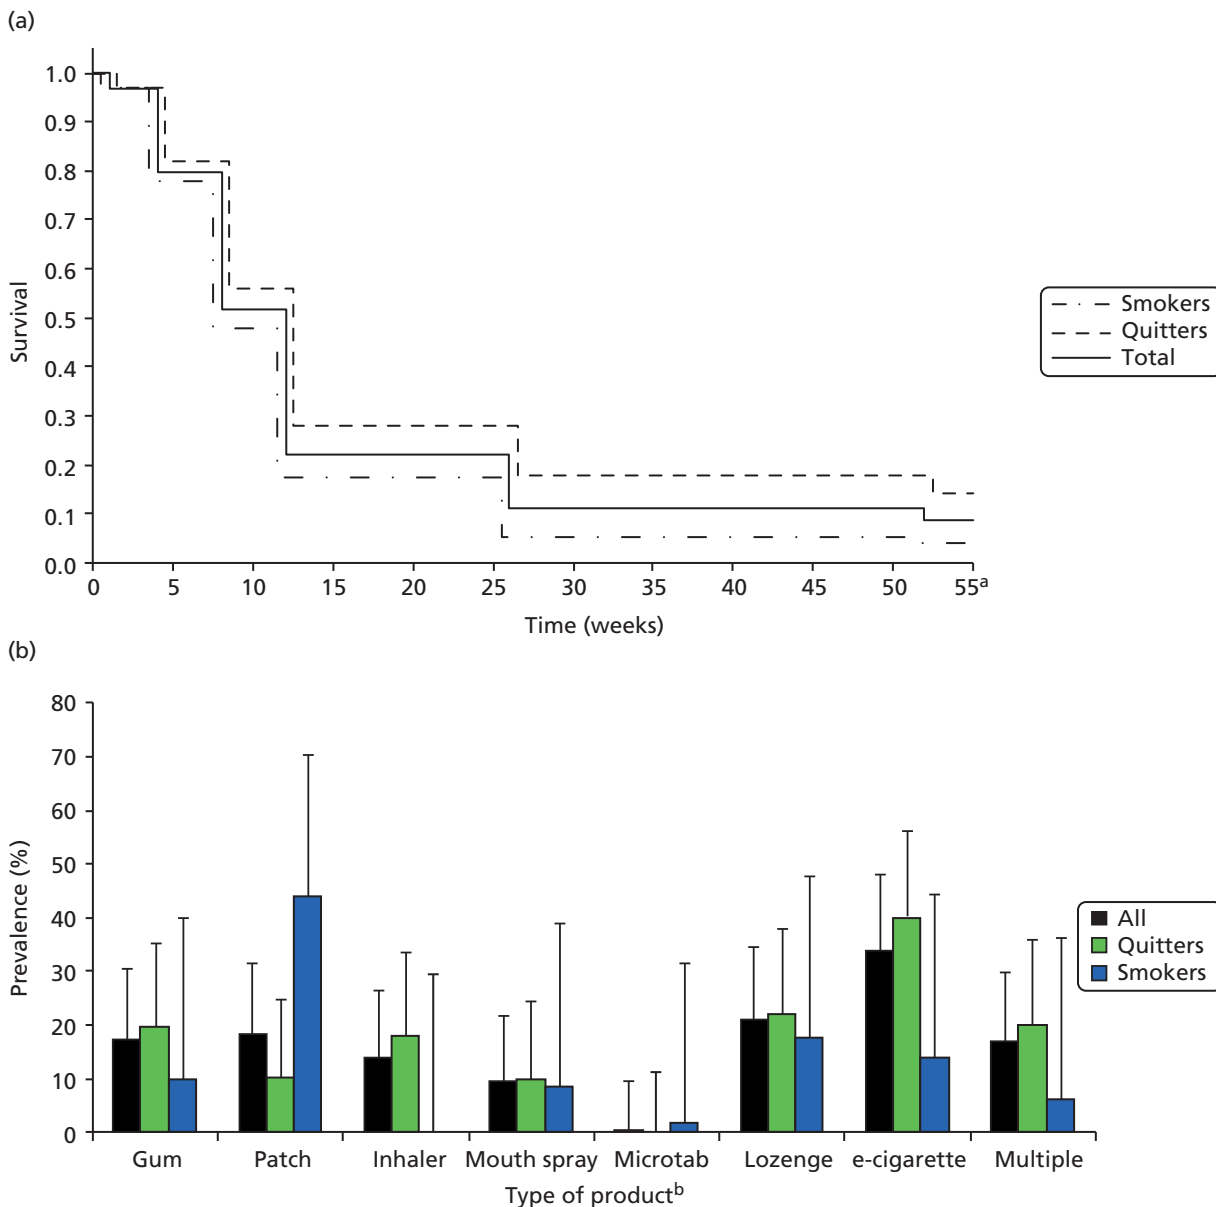 (a)
1.0
0.9
0.8
0.7
0.6
0.5
0.4
0.3
0.2
0.1
0.0
Survival
0 5 10 15 20 25 30 35 40 45 50 55a
Time (weeks)
Smokers
Quitters
Total
(b)
80
70
60
50
40
30
20
10
0
Prevalence (%)
Gum Patch Inhaler Mouth spray Microtab Lozenge e-cigarette Multiple
Type of productb
All
Quitters
Smokers